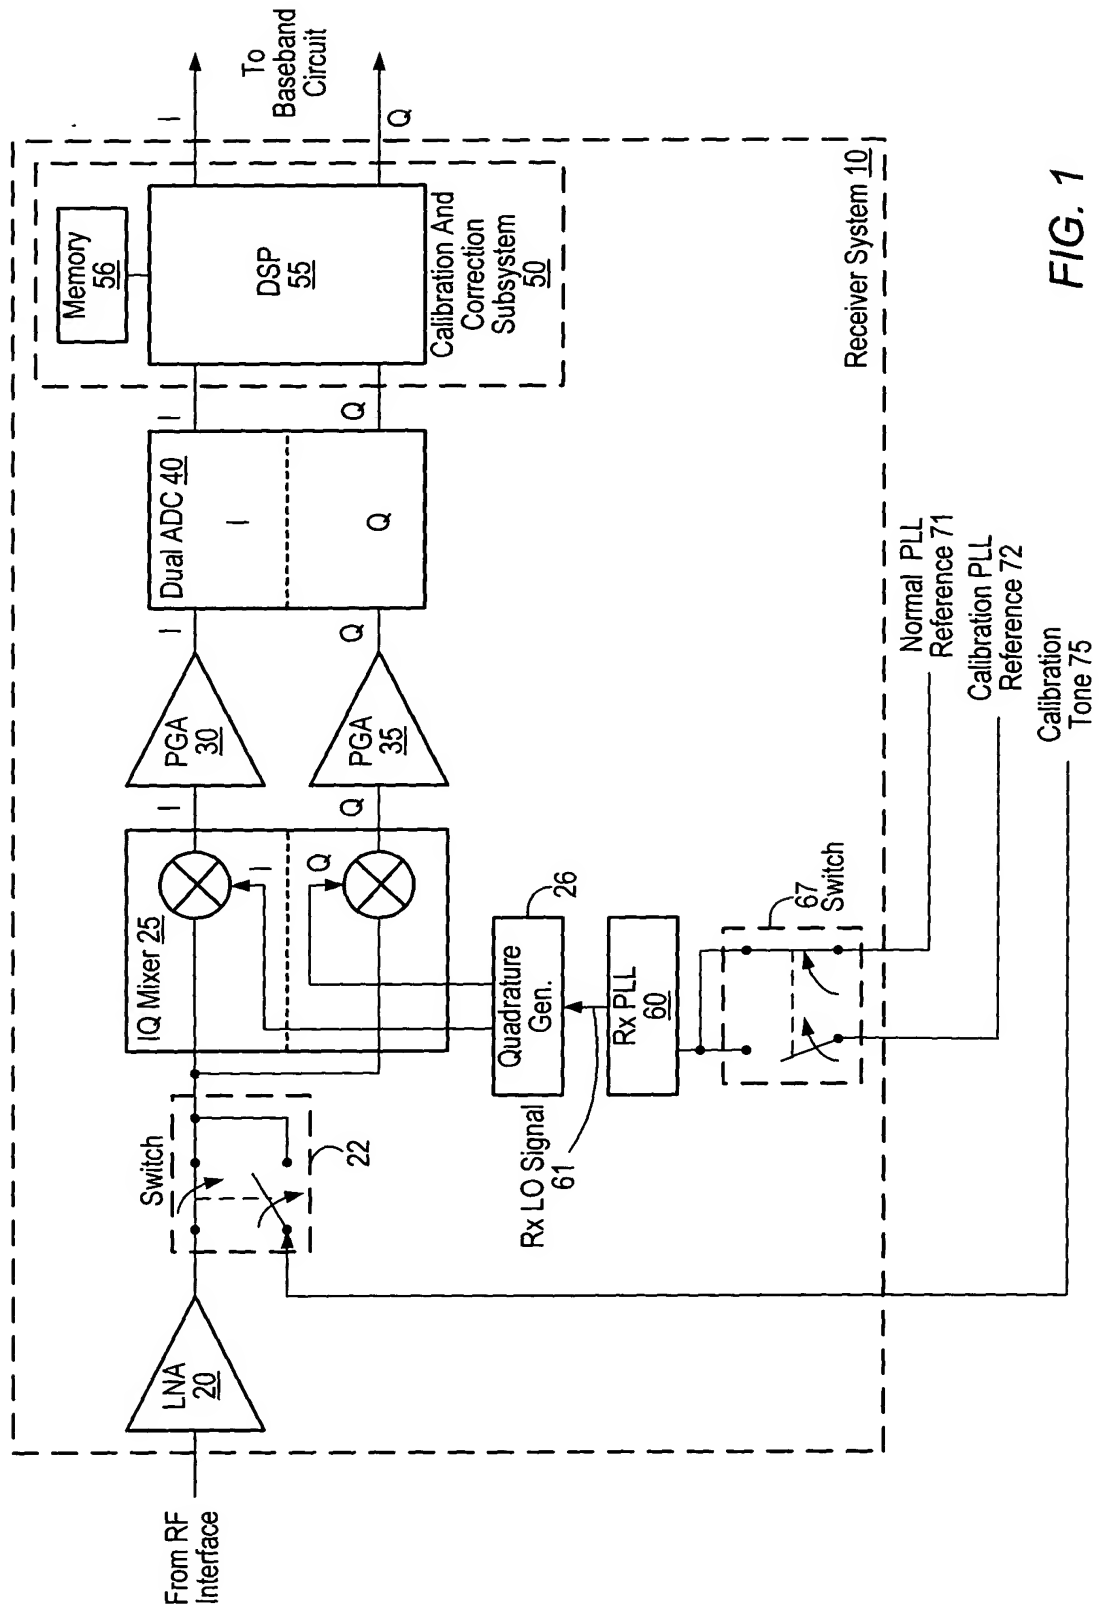 From RF
Interface
LNA
20
Switch
22
IQ Mixer 25
I
Q
I
Q
PGA
30
PGA
35
I
Q
Dual ADC 40
I
Q
I
Q
Memory
56
DSP
55
Calibration And
Correction
Subsystem
50
I
Q
To
Baseband
Circuit
Quadrature
Gen.
26
Rx LO Signal
61
Rx PLL
60
67
Switch
Receiver System 10
Normal PLL
Reference 71
Calibration PLL
Reference 72
Calibration
Tone 75
FIG. 1